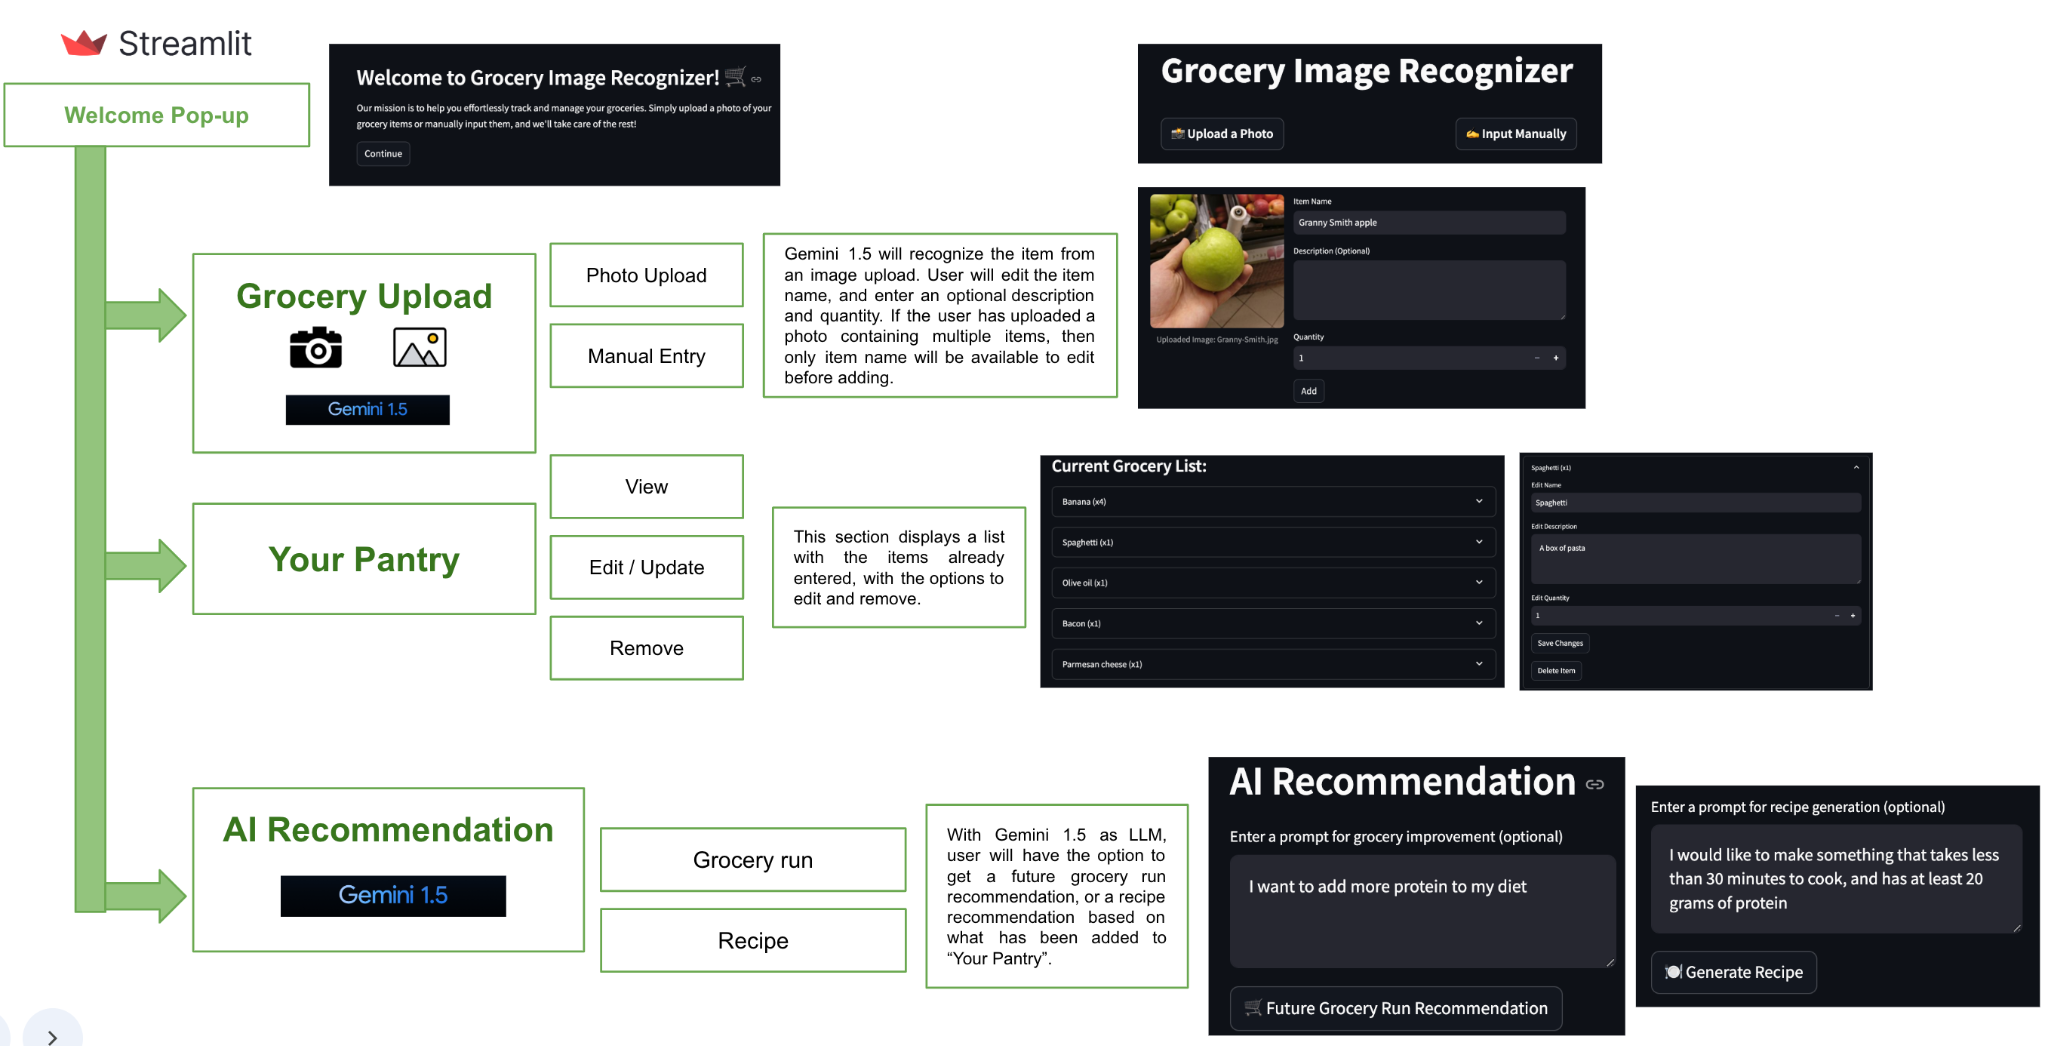 Streamlit
Welcome Pop-up
Welcome to Grocery Image Recognizer!
Our mission is to help you effortlessly track and manage your groceries. Simply upload a photo of your
grocery items or manually input them, and we'll take care of the rest!
Continue
Grocery Image Recognizer
Upload a Photo
Input Manually
Grocery Upload
Gemini 1.5
Photo Upload
Manual Entry
Gemini 1.5 will recognize the item from
an image upload. User will edit the item
name, and enter an optional description
and quantity. If the user has uploaded a
photo containing multiple items, then
only item name will be available to edit
before adding.
Uploaded Image: Granny-Smith.jpg
Item Name
Granny Smith apple
Description (Optional)
Quantity
1
Add
Your Pantry
View
Edit / Update
Remove
This section displays a list
with the items already
entered, with the options to
edit and remove.
Current Grocery List:
Banana (x4)
Spaghetti (x1)
Olive oil (x1)
Bacon (x1)
Parmesan cheese (x1)
Spaghetti (x1)
Edit Name
Spaghetti
Edit Description
A box of pasta
Edit Quantity
1
Save Changes
Delete Item
AI Recommendation
Gemini 1.5
Grocery run
Recipe
With Gemini 1.5 as LLM,
user will have the option to
get a future grocery run
recommendation, or a recipe
recommendation based on
what has been added to
“Your Pantry”.
AI Recommendation
Enter a prompt for grocery improvement (optional)
I want to add more protein to my diet
Future Grocery Run Recommendation
Enter a prompt for recipe generation (optional)
I would like to make something that takes less
than 30 minutes to cook, and has at least 20
grams of protein
Generate Recipe